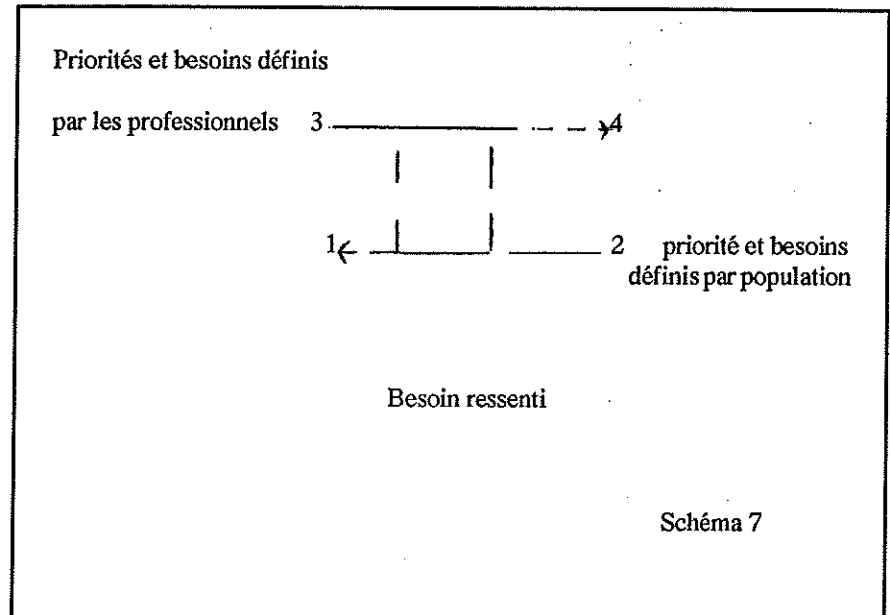 Priorités et besoins définis
par les professionnels 3 4
1 2 priorité et besoins
définis par population
Besoin ressenti
Schéma 7